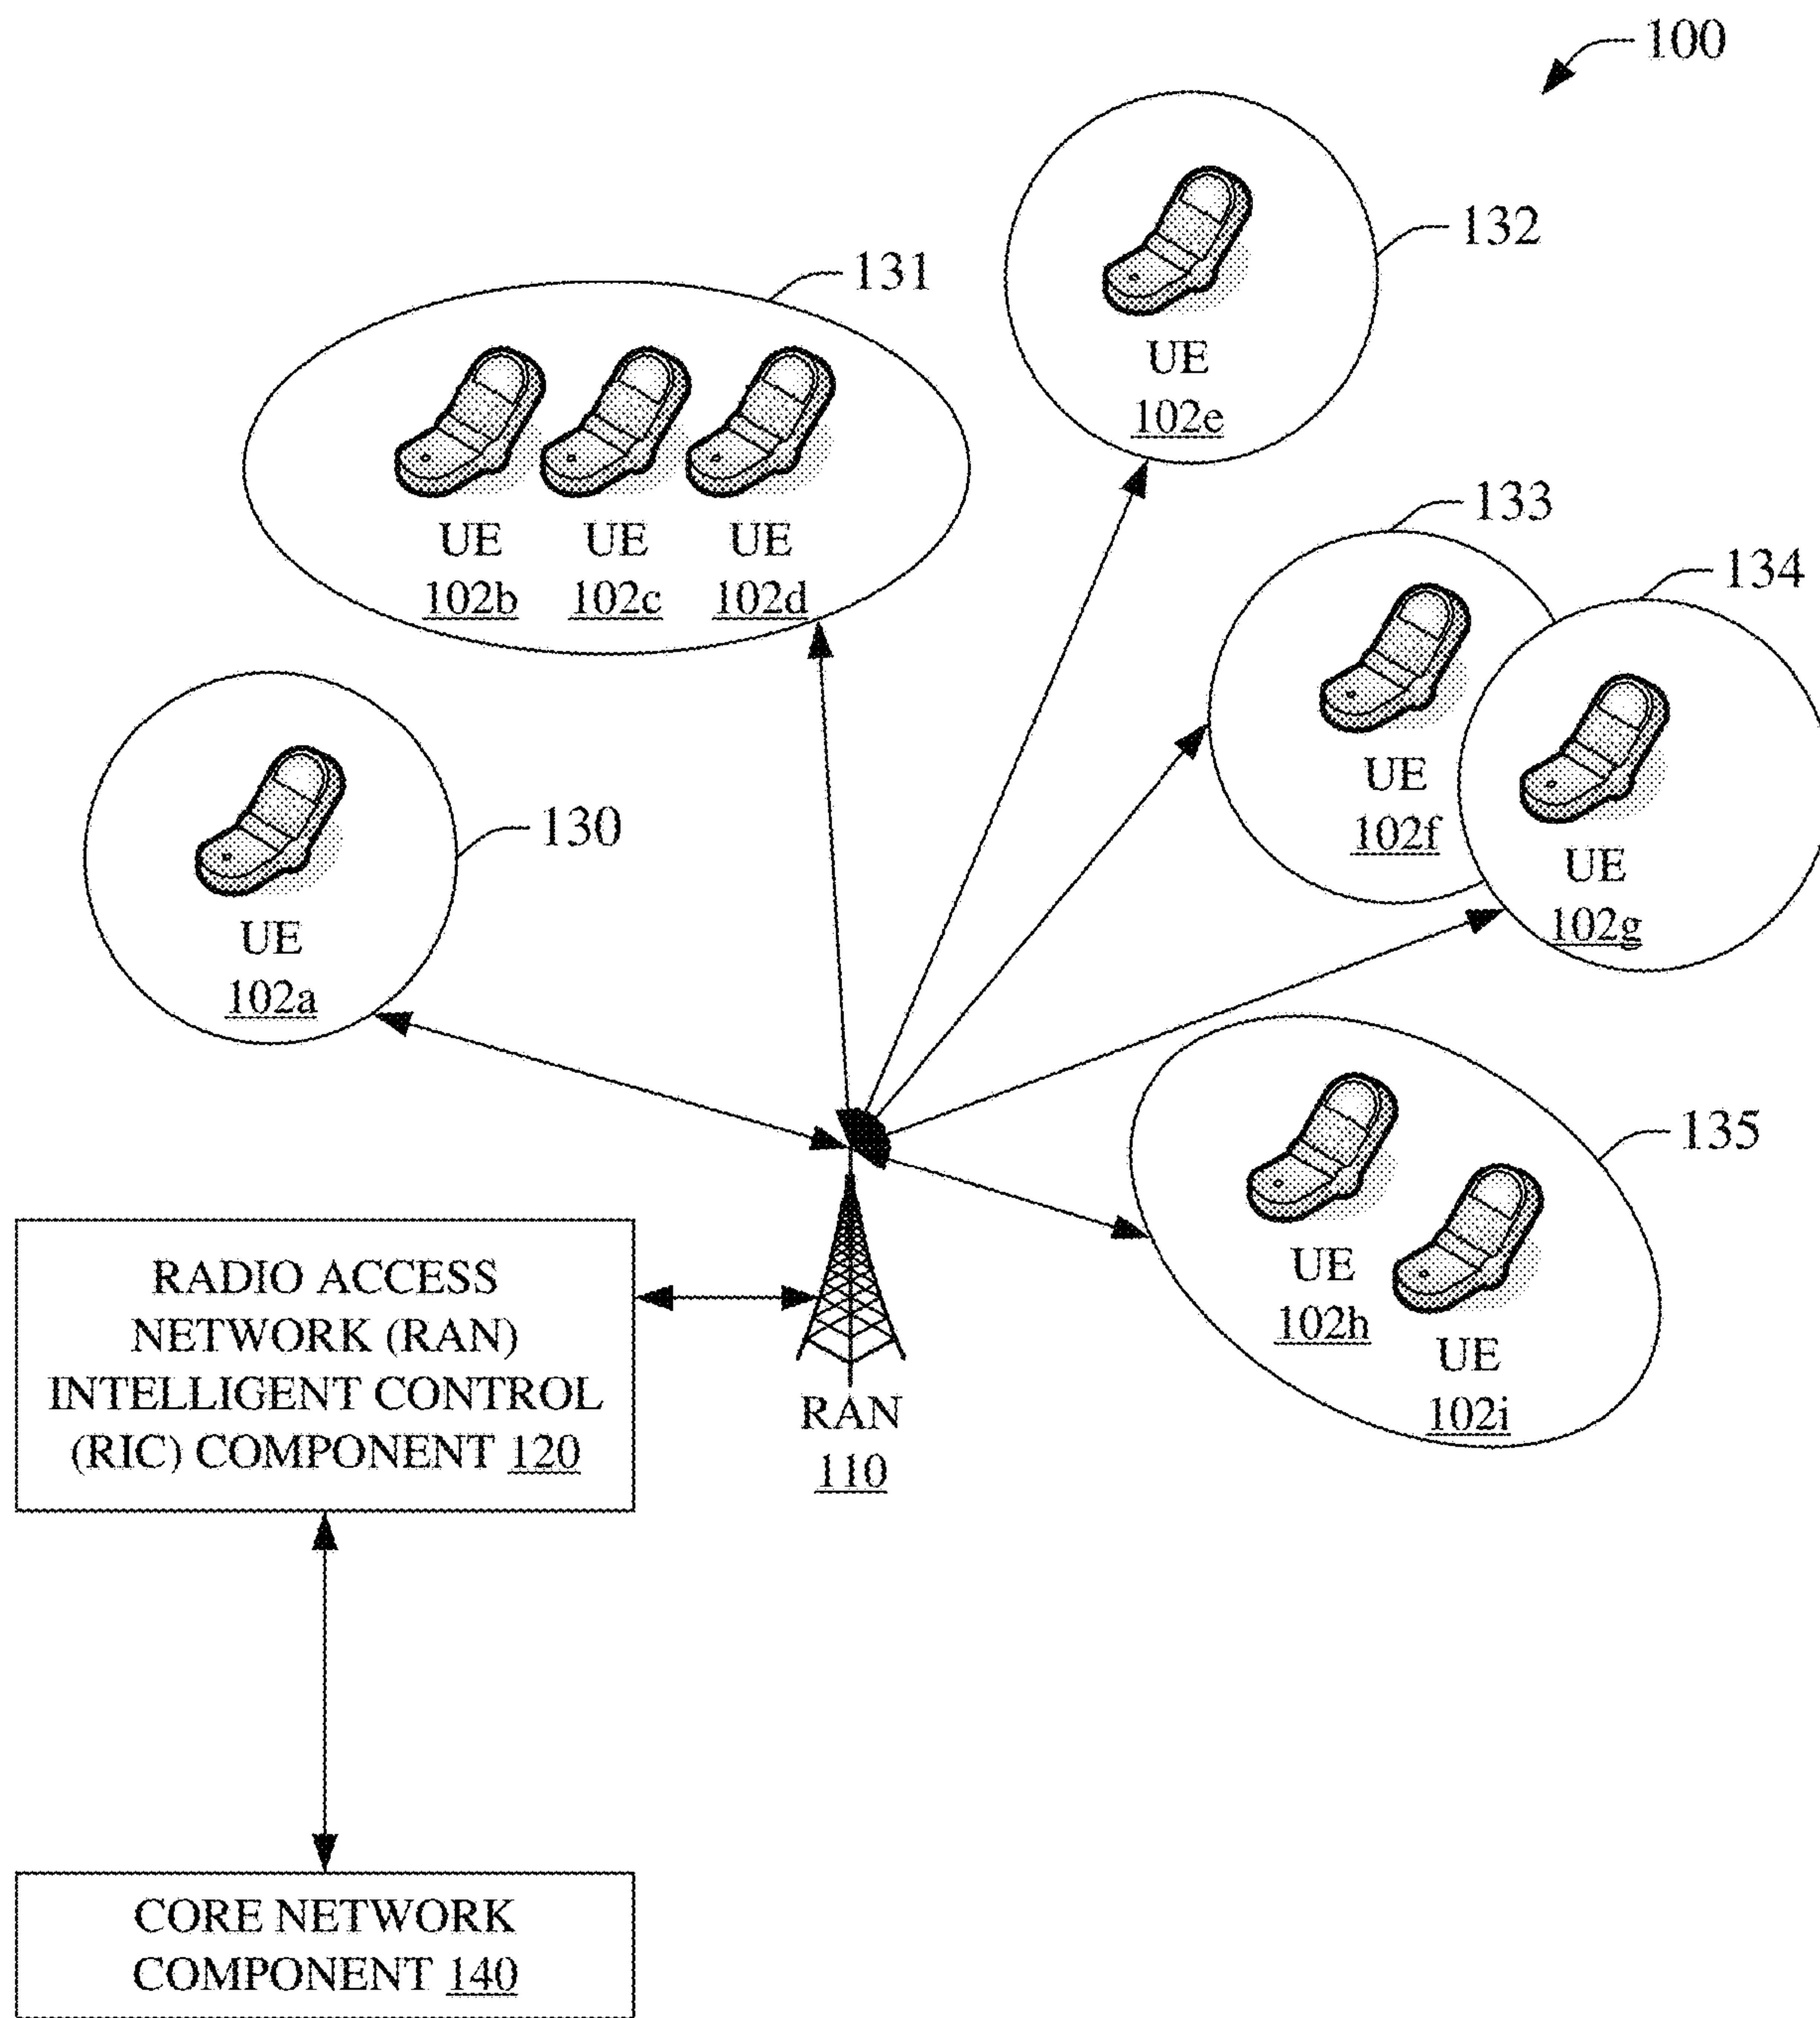 100
132
131
UE
102e
UE UE UE
102b 102c 102d
133
134
UE
102f
UE
102g
130
UE
102a
135
UE
102h
UE
102i
RADIO ACCESS
NETWORK (RAN)
INTELLIGENT CONTROL
(RIC) COMPONENT 120
RAN
110
CORE NETWORK
COMPONENT 140